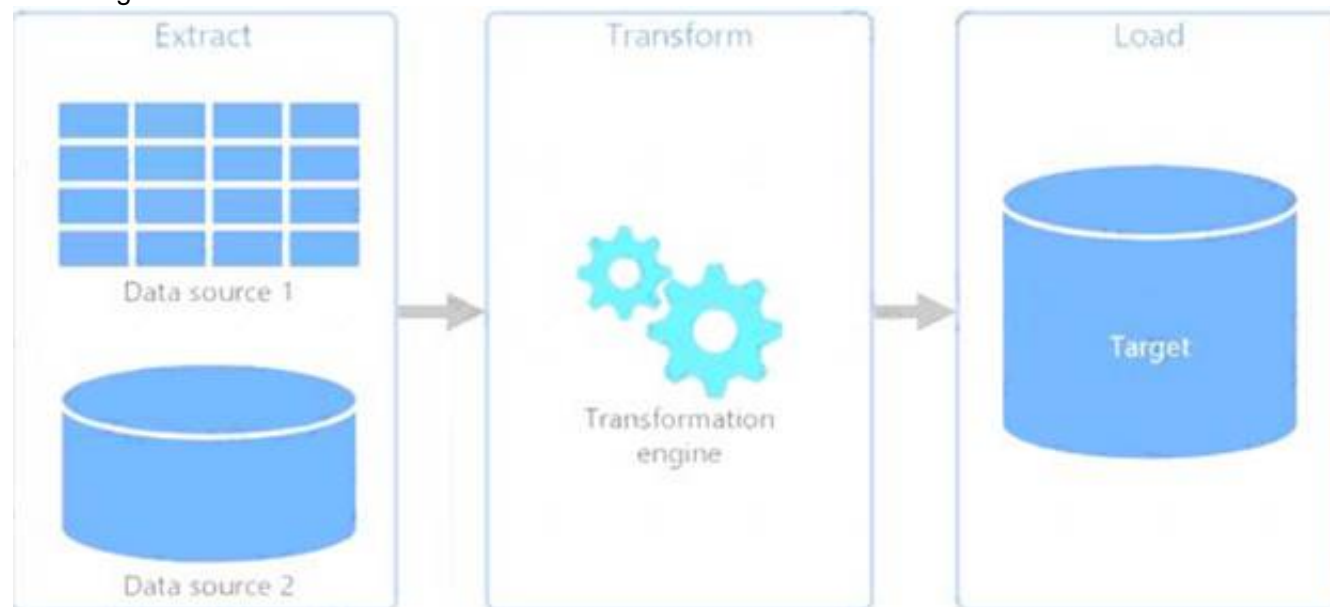 Extract
Data source 1
Data source 2
Transform
Transformation
engine
Load
Target